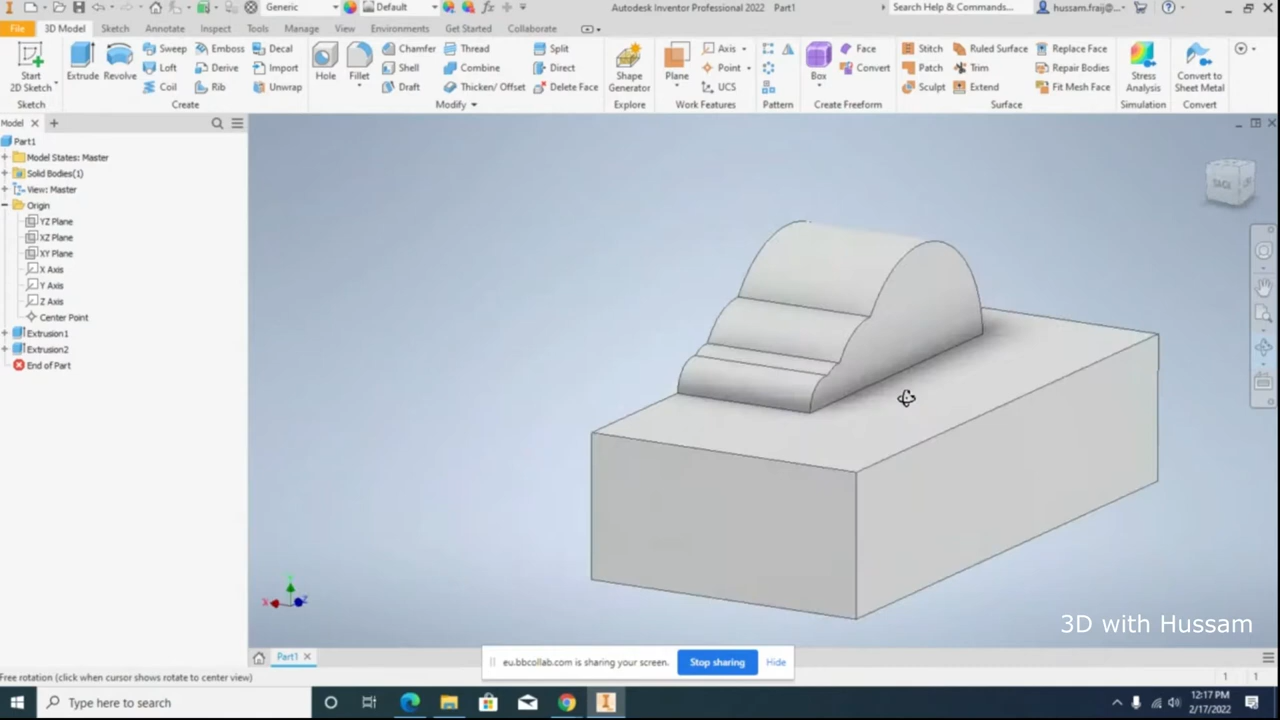 Generic
Default
Autodesk Inventor Professional 2022 Part1
Search Help & Commands...
hussam.fraij@...
File 3D Model Sketch Annotate Inspect Tools Manage View Environments Get Started Collaborate
Start
2D Sketch
Extrude
Revolve
Sweep
Loft
Coil
Emboss
Derive
Rib
Decal
Import
Unwrap
Hole
Fillet
Chamfer
Shell
Draft
Thread
Combine
Thicken/ Offset
Split
Direct
Delete Face
Shape
Generator
Plane
Axis
Point
UCS
Box
Face
Convert
Stitch
Patch
Sculpt
Ruled Surface
Trim
Extend
Replace Face
Repair Bodies
Fit Mesh Face
Stress
Analysis
Convert to
Sheet Metal
Sketch Create Modify Explore Work Features Pattern Create Freeform Surface Simulation Convert
Model
Part1
Model States: Master
Solid Bodies(1)
View: Master
Origin
YZ Plane
XZ Plane
XY Plane
X Axis
Y Axis
Z Axis
Center Point
Extrusion1
Extrusion2
End of Part
BACK
X
Z
3D with Hussam
Part1
eu.bbcollab.com is sharing your screen. Stop sharing Hide
Free rotation (click when cursor shows rotate to center view)
1 1
Type here to search
12:17 PM
2/17/2022